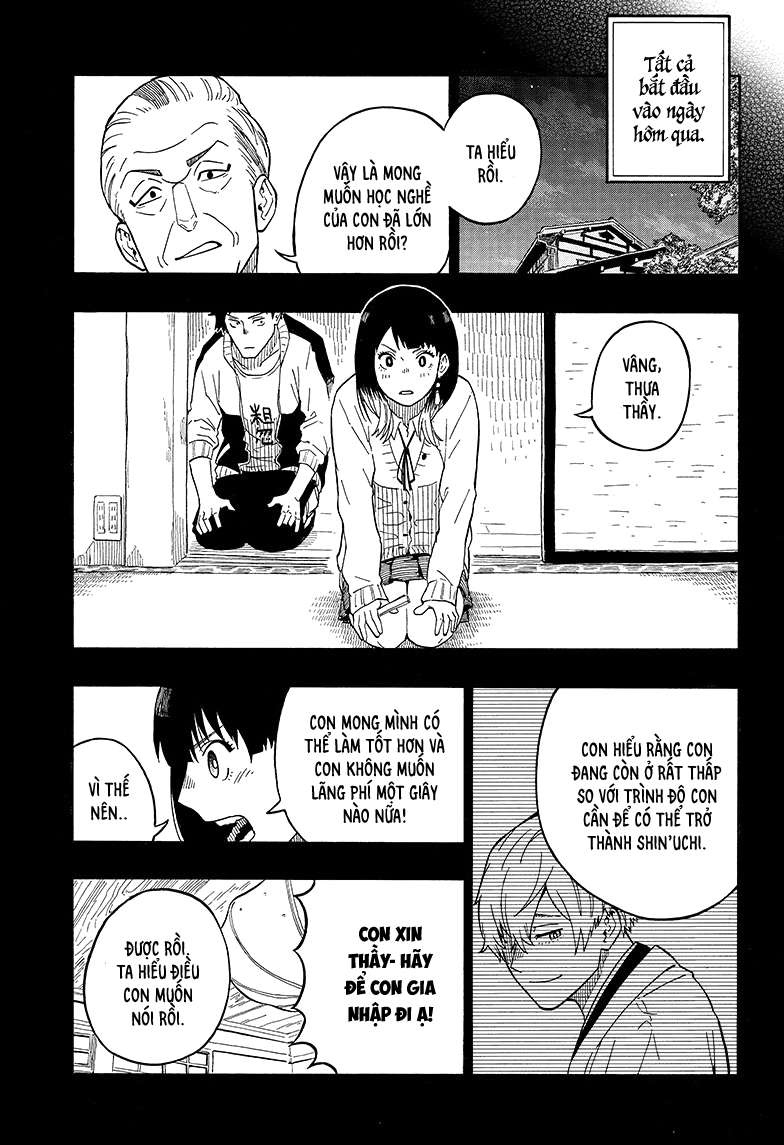 Tất cả
bắt đầu
vào ngày
hôm qua.
TA HIỂU
RỒI.
VẬY LÀ MONG
MUỐN HỌC NGHỀ
CỦA CON ĐÃ LỚN
HƠN RỒI?
VÂNG,
THƯA
THẦY.
粗忽
CON HIỂU RẰNG CON
ĐANG CÒN Ở RẤT THẤP
SO VỚI TRÌNH ĐỘ CON
CẦN ĐỂ CÓ THỂ TRỞ
THÀNH SHIN'UCHI.
CON MONG MÌNH CÓ
THỂ LÀM TỐT HƠN VÀ
CON KHÔNG MUỐN
LÃNG PHÍ MỘT GIÂY
NÀO NỮA!
VÌ THẾ
NÊN..
CON XIN
THẦY- HÃY
ĐỂ CON GIA
NHẬP ĐI Ạ!
ĐƯỢC RỒI,
TA HIỂU ĐIỀU
CON MUỐN
NÓI RỒI.